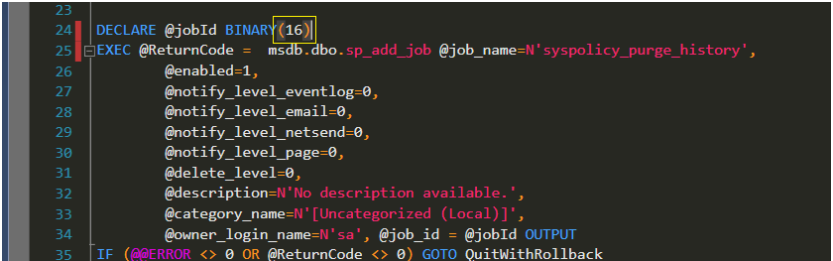 23
24 DECLARE @jobId BINARY(16)
25 EXEC @ReturnCode =  msdb.dbo.sp_add_job @job_name=N'syspolicy_purge_history',
26 @enabled=1,
27 @notify_level_eventlog=0,
28 @notify_level_email=0,
29 @notify_level_netsend=0,
30 @notify_level_page=0,
31 @delete_level=0,
32 @description=N'No description available.',
33 @category_name=N'[Uncategorized (Local)]',
34 @owner_login_name=N'sa', @job_id = @jobId OUTPUT
35 IF (@@ERROR <> 0 OR @ReturnCode <> 0) GOTO QuitWithRollback